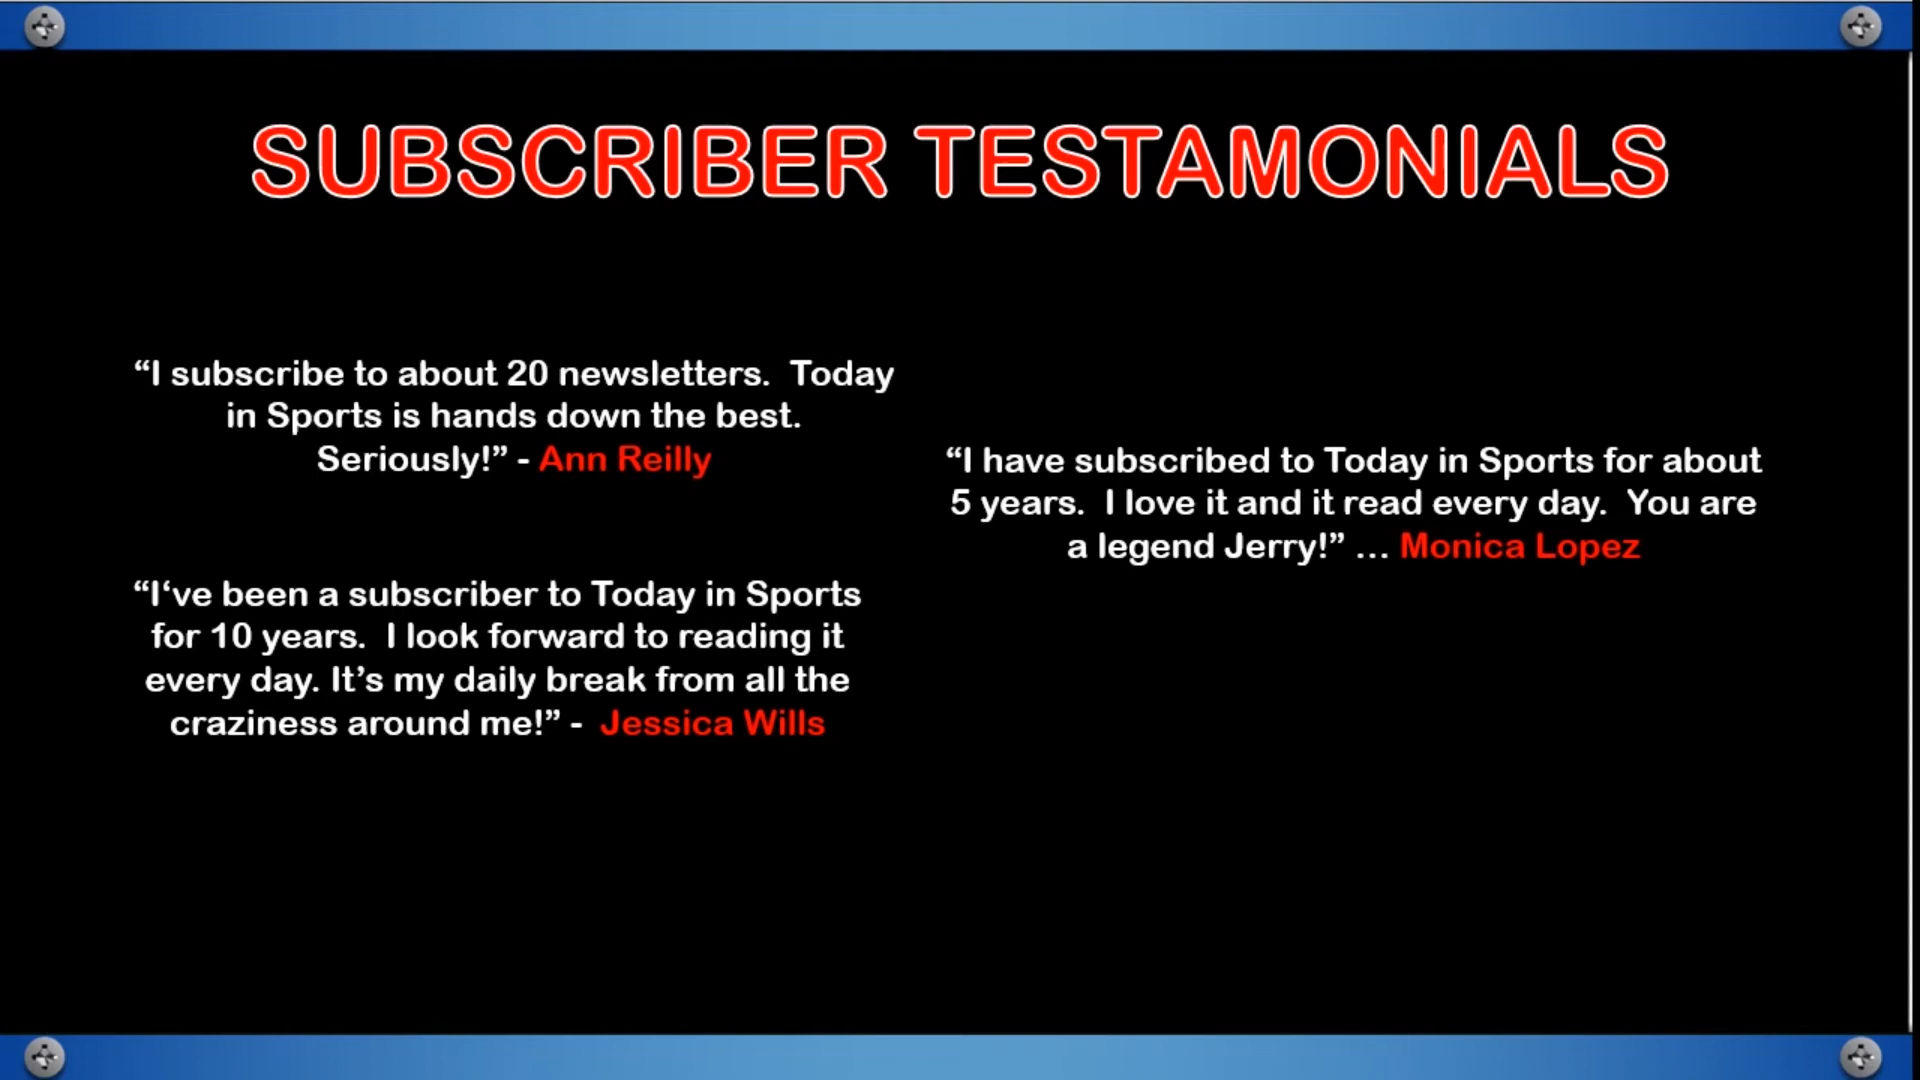 SUBSCRIBER TESTAMONIALS
“I subscribe to about 20 newsletters.  Today
in Sports is hands down the best.
Seriously!” - Ann Reilly
“I have subscribed to Today in Sports for about
5 years.  I love it and it read every day.  You are
a legend Jerry!” … Monica Lopez
“I‘ve been a subscriber to Today in Sports
for 10 years.  I look forward to reading it
every day. It’s my daily break from all the
craziness around me!” -  Jessica Wills